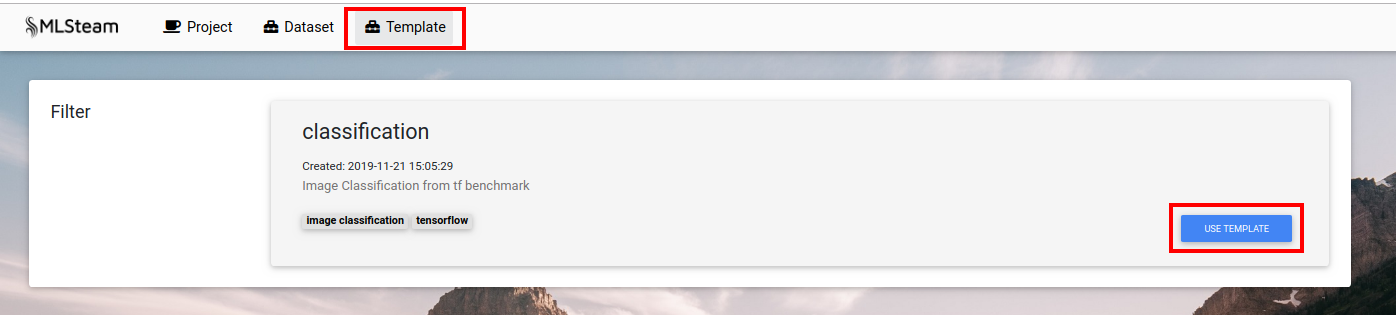 MLSteam Project Dataset Template
Filter
classification
Created: 2019-11-21 15:05:29
Image Classification from tf benchmark
image classification tensorflow
USE TEMPLATE